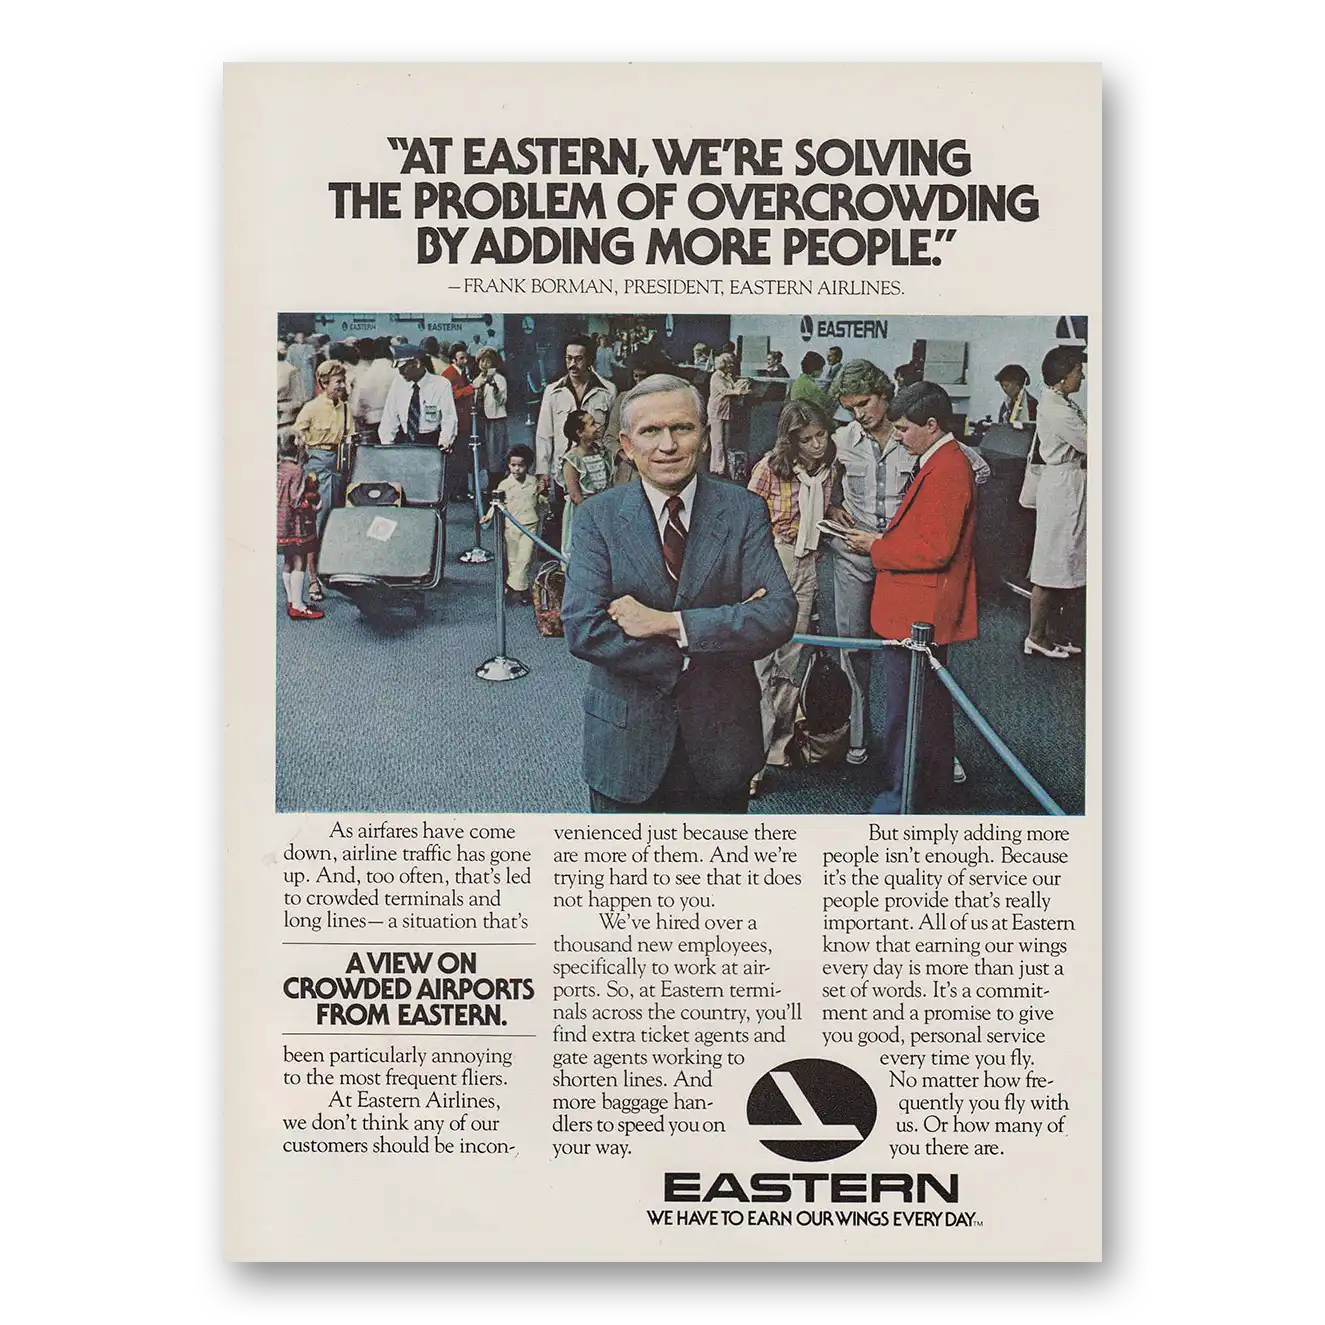 “AT EASTERN, WE’RE SOLVING
THE PROBLEM OF OVERCROWDING
BY ADDING MORE PEOPLE.”
—FRANK BORMAN, PRESIDENT, EASTERN AIRLINES.
EASTERN
EASTERN
EASTERN
As airfares have come
down, airline traffic has gone
up. And, too often, that’s led
to crowded terminals and
long lines—a situation that’s
A VIEW ON
CROWDED AIRPORTS
FROM EASTERN.
been particularly annoying
to the most frequent fliers.
At Eastern Airlines,
we don’t think any of our
customers should be incon-
venienced just because there
are more of them. And we’re
trying hard to see that it does
not happen to you.
We’ve hired over a
thousand new employees,
specifically to work at air-
ports. So, at Eastern termi-
nals across the country, you’ll
find extra ticket agents and
gate agents working to
shorten lines. And
more baggage han-
dlers to speed you on
your way.
But simply adding more
people isn’t enough. Because
it’s the quality of service our
people provide that’s really
important. All of us at Eastern
know that earning our wings
every day is more than just a
set of words. It’s a commit-
ment and a promise to give
you good, personal service
every time you fly.
No matter how fre-
quently you fly with
us. Or how many of
you there are.
EASTERN
WE HAVE TO EARN OUR WINGS EVERY DAY.™